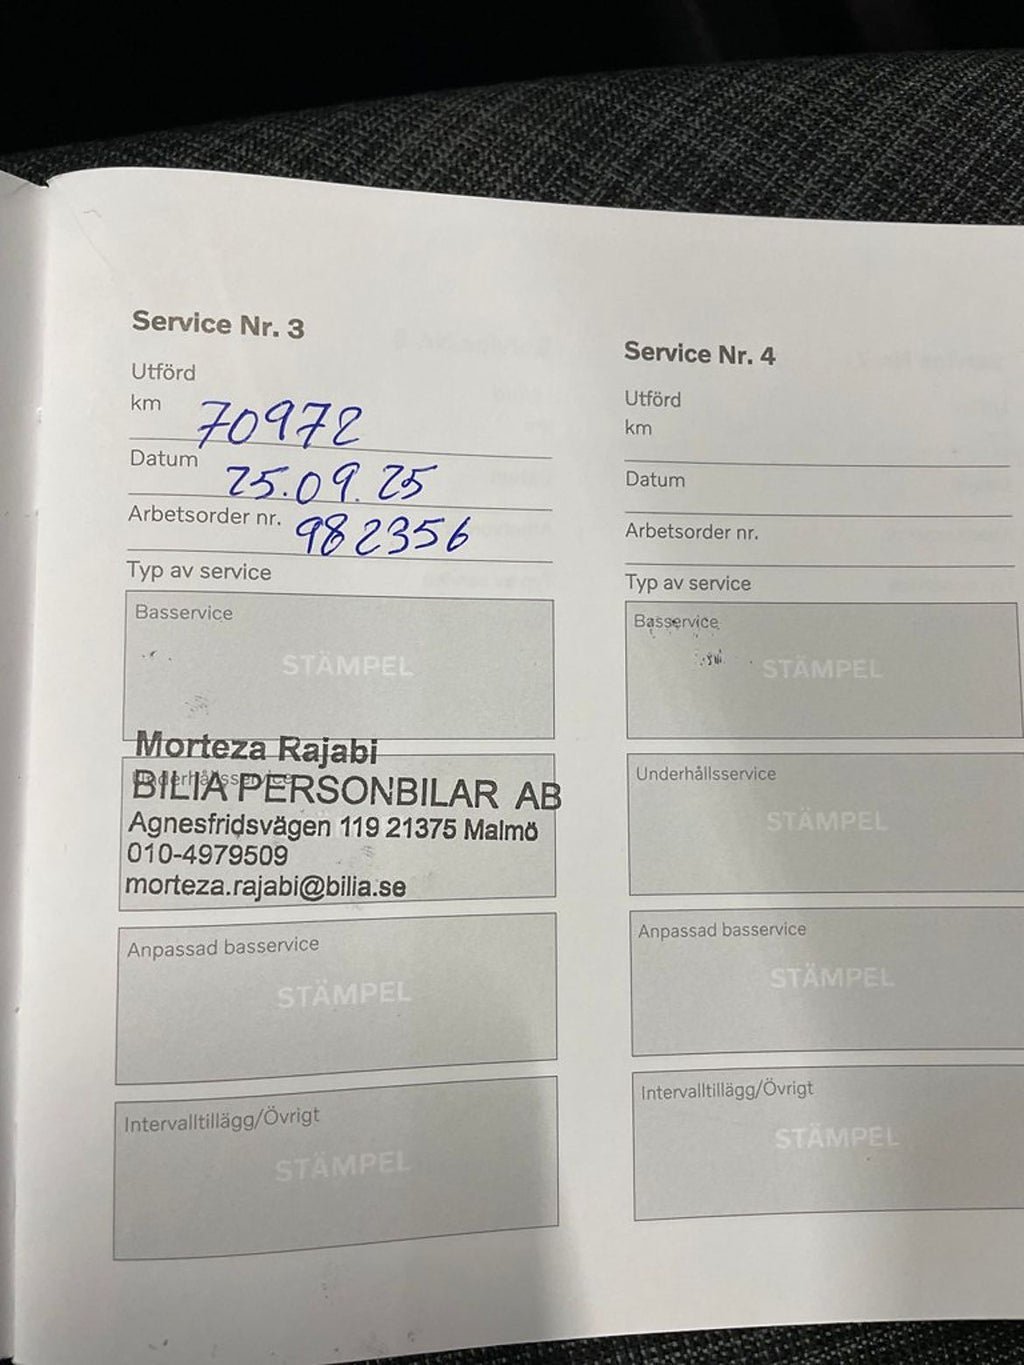 Service Nr. 3
Utförd
km 70972
Datum 25.09.25
Arbetsorder nr. 982356
Typ av service
Basservice
STÄMPEL
Morteza Rajabi
Underhållsservice
BILIA PERSONBILAR AB
Agnesfridsvägen 119 21375 Malmö
010-4979509
morteza.rajabi@bilia.se
Anpassad basservice
STÄMPEL
Intervalltillägg/Övrigt
STÄMPEL
Service Nr. 4
Utförd
km
Datum
Arbetsorder nr.
Typ av service
Basservice
STÄMPEL
Underhållsservice
STÄMPEL
Anpassad basservice
STÄMPEL
Intervalltillägg/Övrigt
STÄMPEL